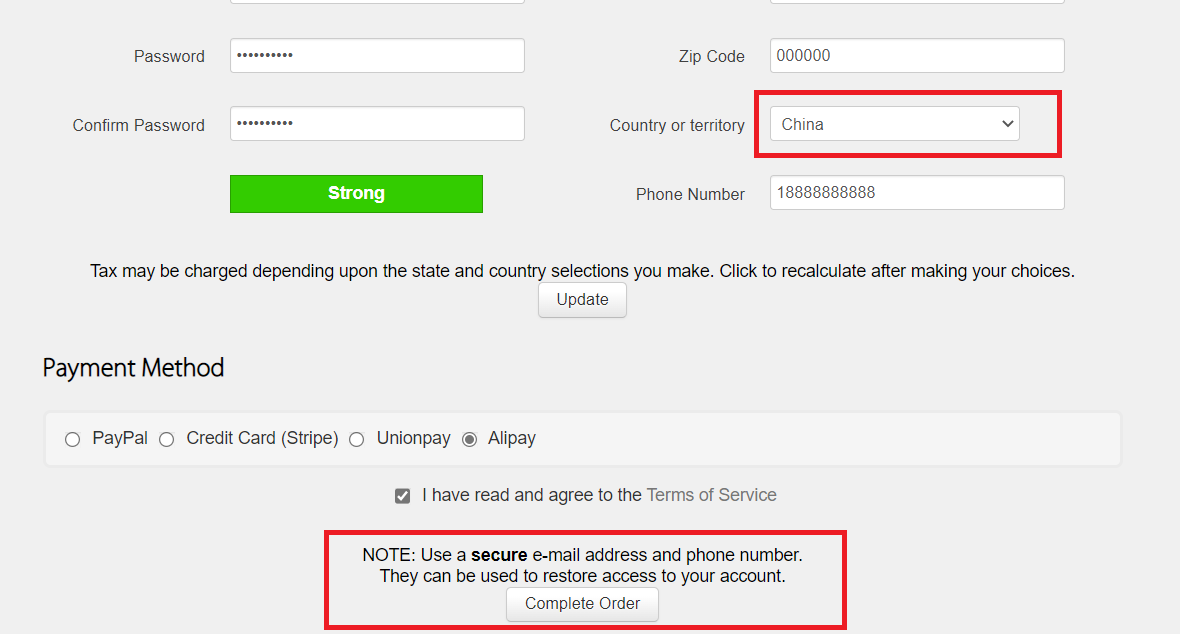 Password
••••••••••
Zip Code
000000
Confirm Password
••••••••••
Country or territory
China
Strong
Phone Number
18888888888
Tax may be charged depending upon the state and country selections you make. Click to recalculate after making your choices.
Update
Payment Method
PayPal Credit Card (Stripe) Unionpay Alipay
I have read and agree to the Terms of Service
NOTE: Use a secure e-mail address and phone number.
They can be used to restore access to your account.
Complete Order